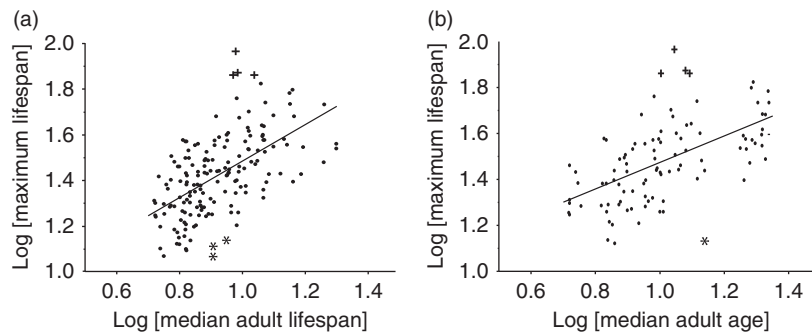 (a)
Log [maximum lifespan]
2.0
1.8
1.6
1.4
1.2
1.0
0.6 0.8 1.0 1.2 1.4
Log [median adult lifespan]
(b)
Log [maximum lifespan]
2.0
1.8
1.6
1.4
1.2
1.0
0.6 0.8 1.0 1.2 1.4
Log [median adult age]